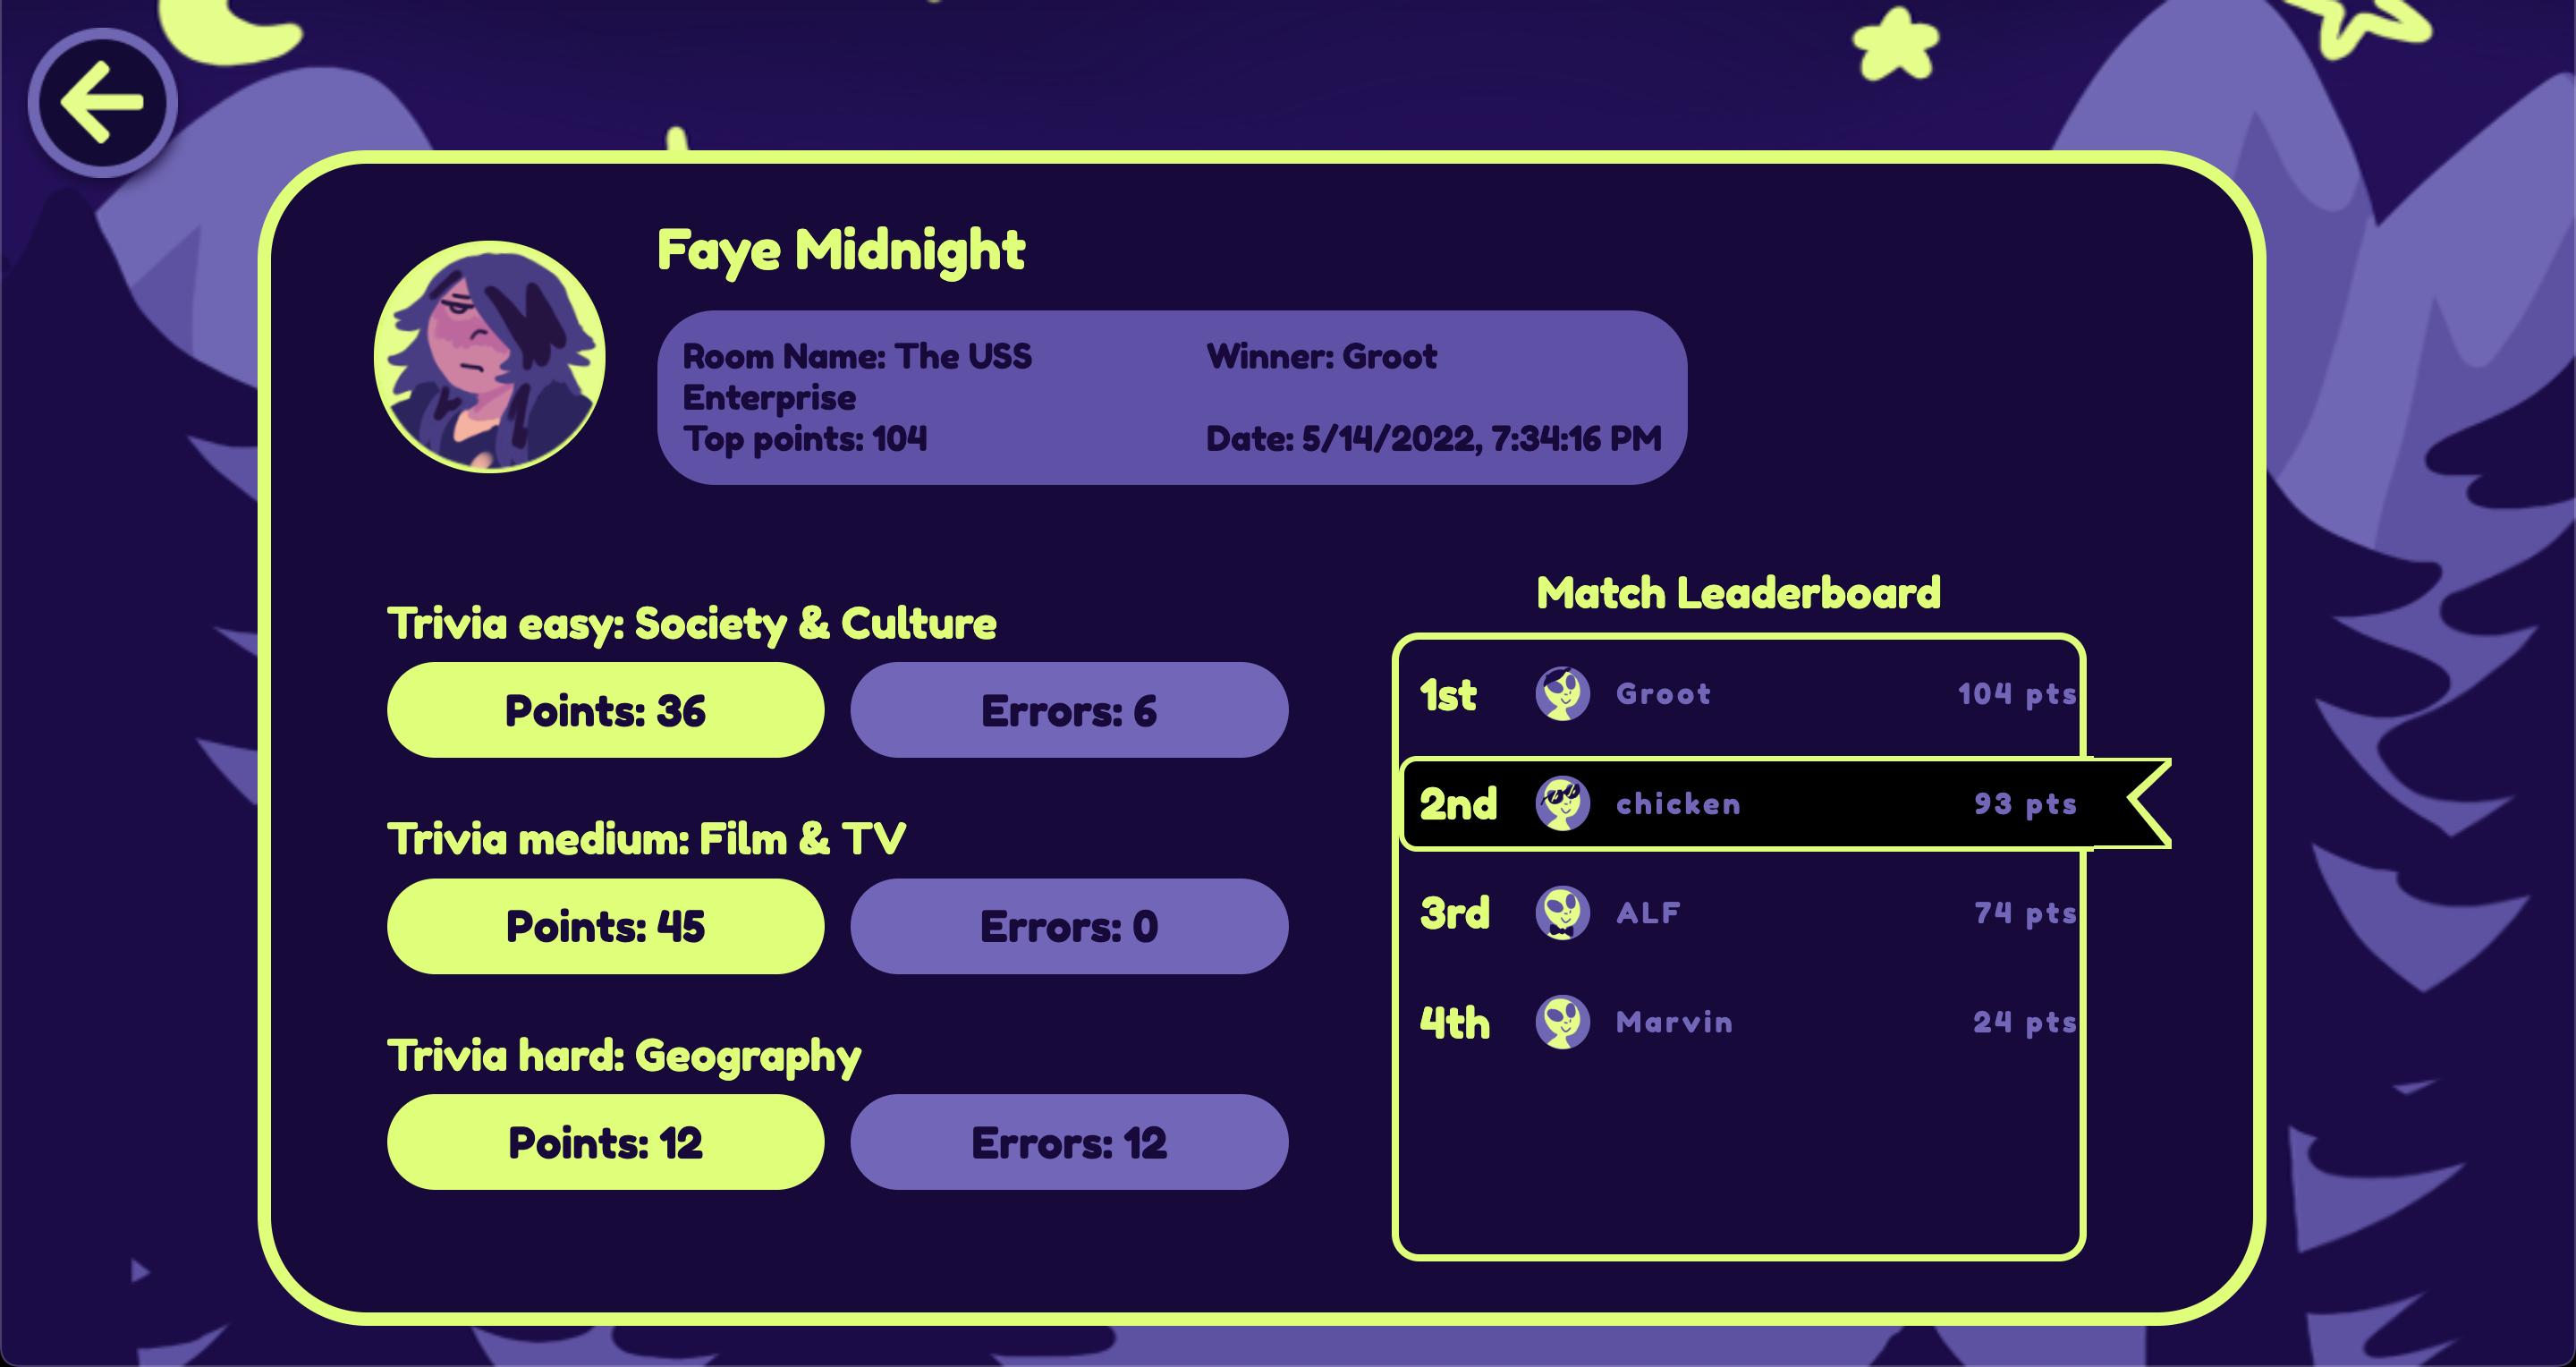 Faye Midnight
Room Name: The USS
Enterprise
Winner: Groot
Top points: 104
Date: 5/14/2022, 7:34:16 PM
Trivia easy: Society & Culture
Points: 36
Errors: 6
Trivia medium: Film & TV
Points: 45
Errors: 0
Trivia hard: Geography
Points: 12
Errors: 12
Match Leaderboard
1st Groot 104 pts
2nd chicken 93 pts
3rd ALF 74 pts
4th Marvin 24 pts